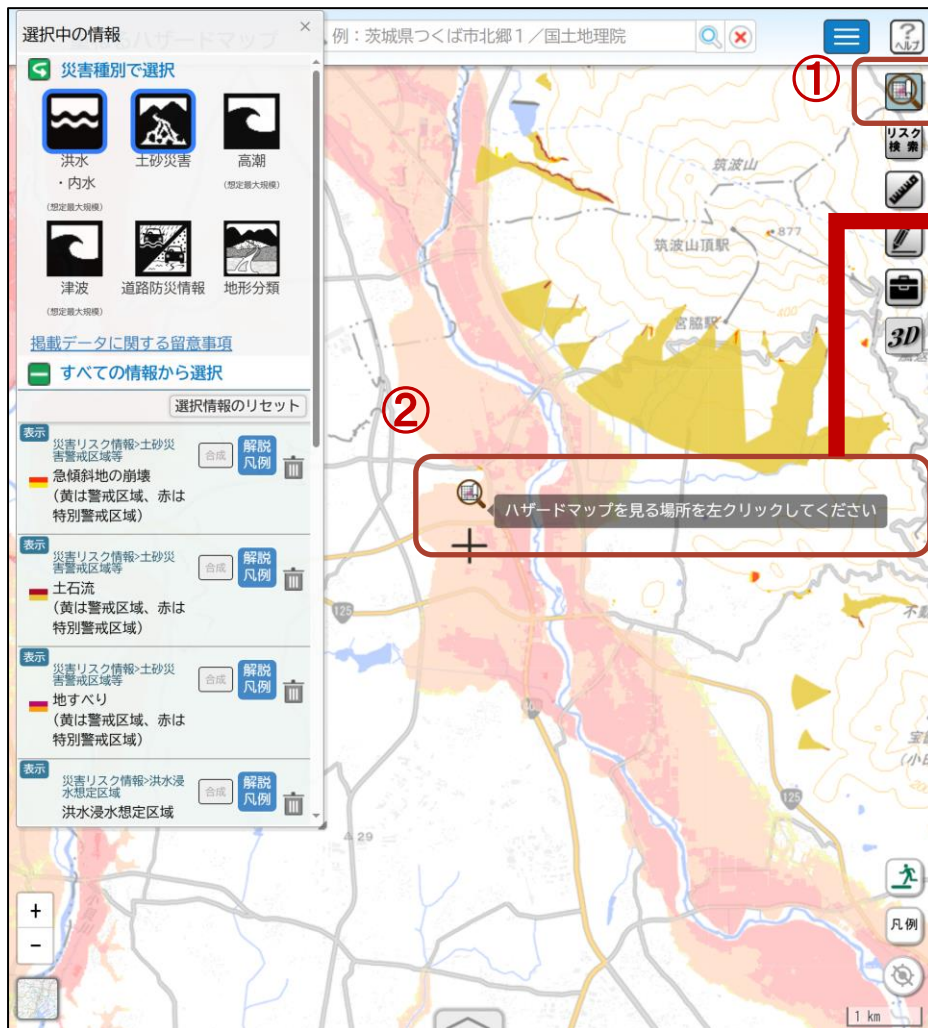 選択中の情報
×
ハザードマップ
例：茨城県つくば市北郷１／国土地理院
ヘルプ
災害種別で選択
洪水
・内水
(想定最大規模)
土砂災害
高潮
(想定最大規模)
津波
(想定最大規模)
道路防災情報
地形分類
掲載データに関する留意事項
すべての情報から選択
選択情報のリセット
表示
災害リスク情報>土砂災
害警戒区域等
急傾斜地の崩壊
（黄は警戒区域、赤は
特別警戒区域）
合成
解説
凡例
表示
災害リスク情報>土砂災
害警戒区域等
土石流
（黄は警戒区域、赤は
特別警戒区域）
合成
解説
凡例
表示
災害リスク情報>土砂災
害警戒区域等
地すべり
（黄は警戒区域、赤は
特別警戒区域）
合成
解説
凡例
表示
災害リスク情報>洪水浸
水想定区域
洪水浸水想定区域
合成
解説
凡例
①
リスク
検索
3D
筑波山
877
筑波山頂駅
宮脇駅
②
ハザードマップを見る場所を左クリックしてください
125
125
29
小貝川
＋
－
凡例
1 km